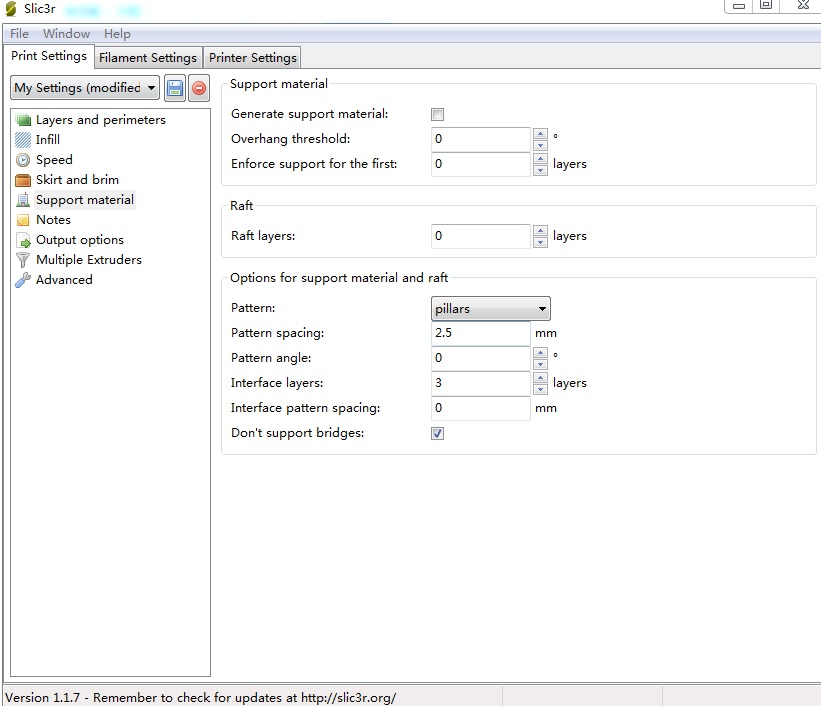 Slic3r
File Window Help
Print Settings Filament Settings Printer Settings
My Settings (modified
Layers and perimeters
Infill
Speed
Skirt and brim
Support material
Notes
Output options
Multiple Extruders
Advanced
Support material
Generate support material:
Overhang threshold: 0 °
Enforce support for the first: 0 layers
Raft
Raft layers: 0 layers
Options for support material and raft
Pattern: pillars
Pattern spacing: 2.5 mm
Pattern angle: 0 °
Interface layers: 3 layers
Interface pattern spacing: 0 mm
Don't support bridges:
Version 1.1.7 - Remember to check for updates at http://slic3r.org/